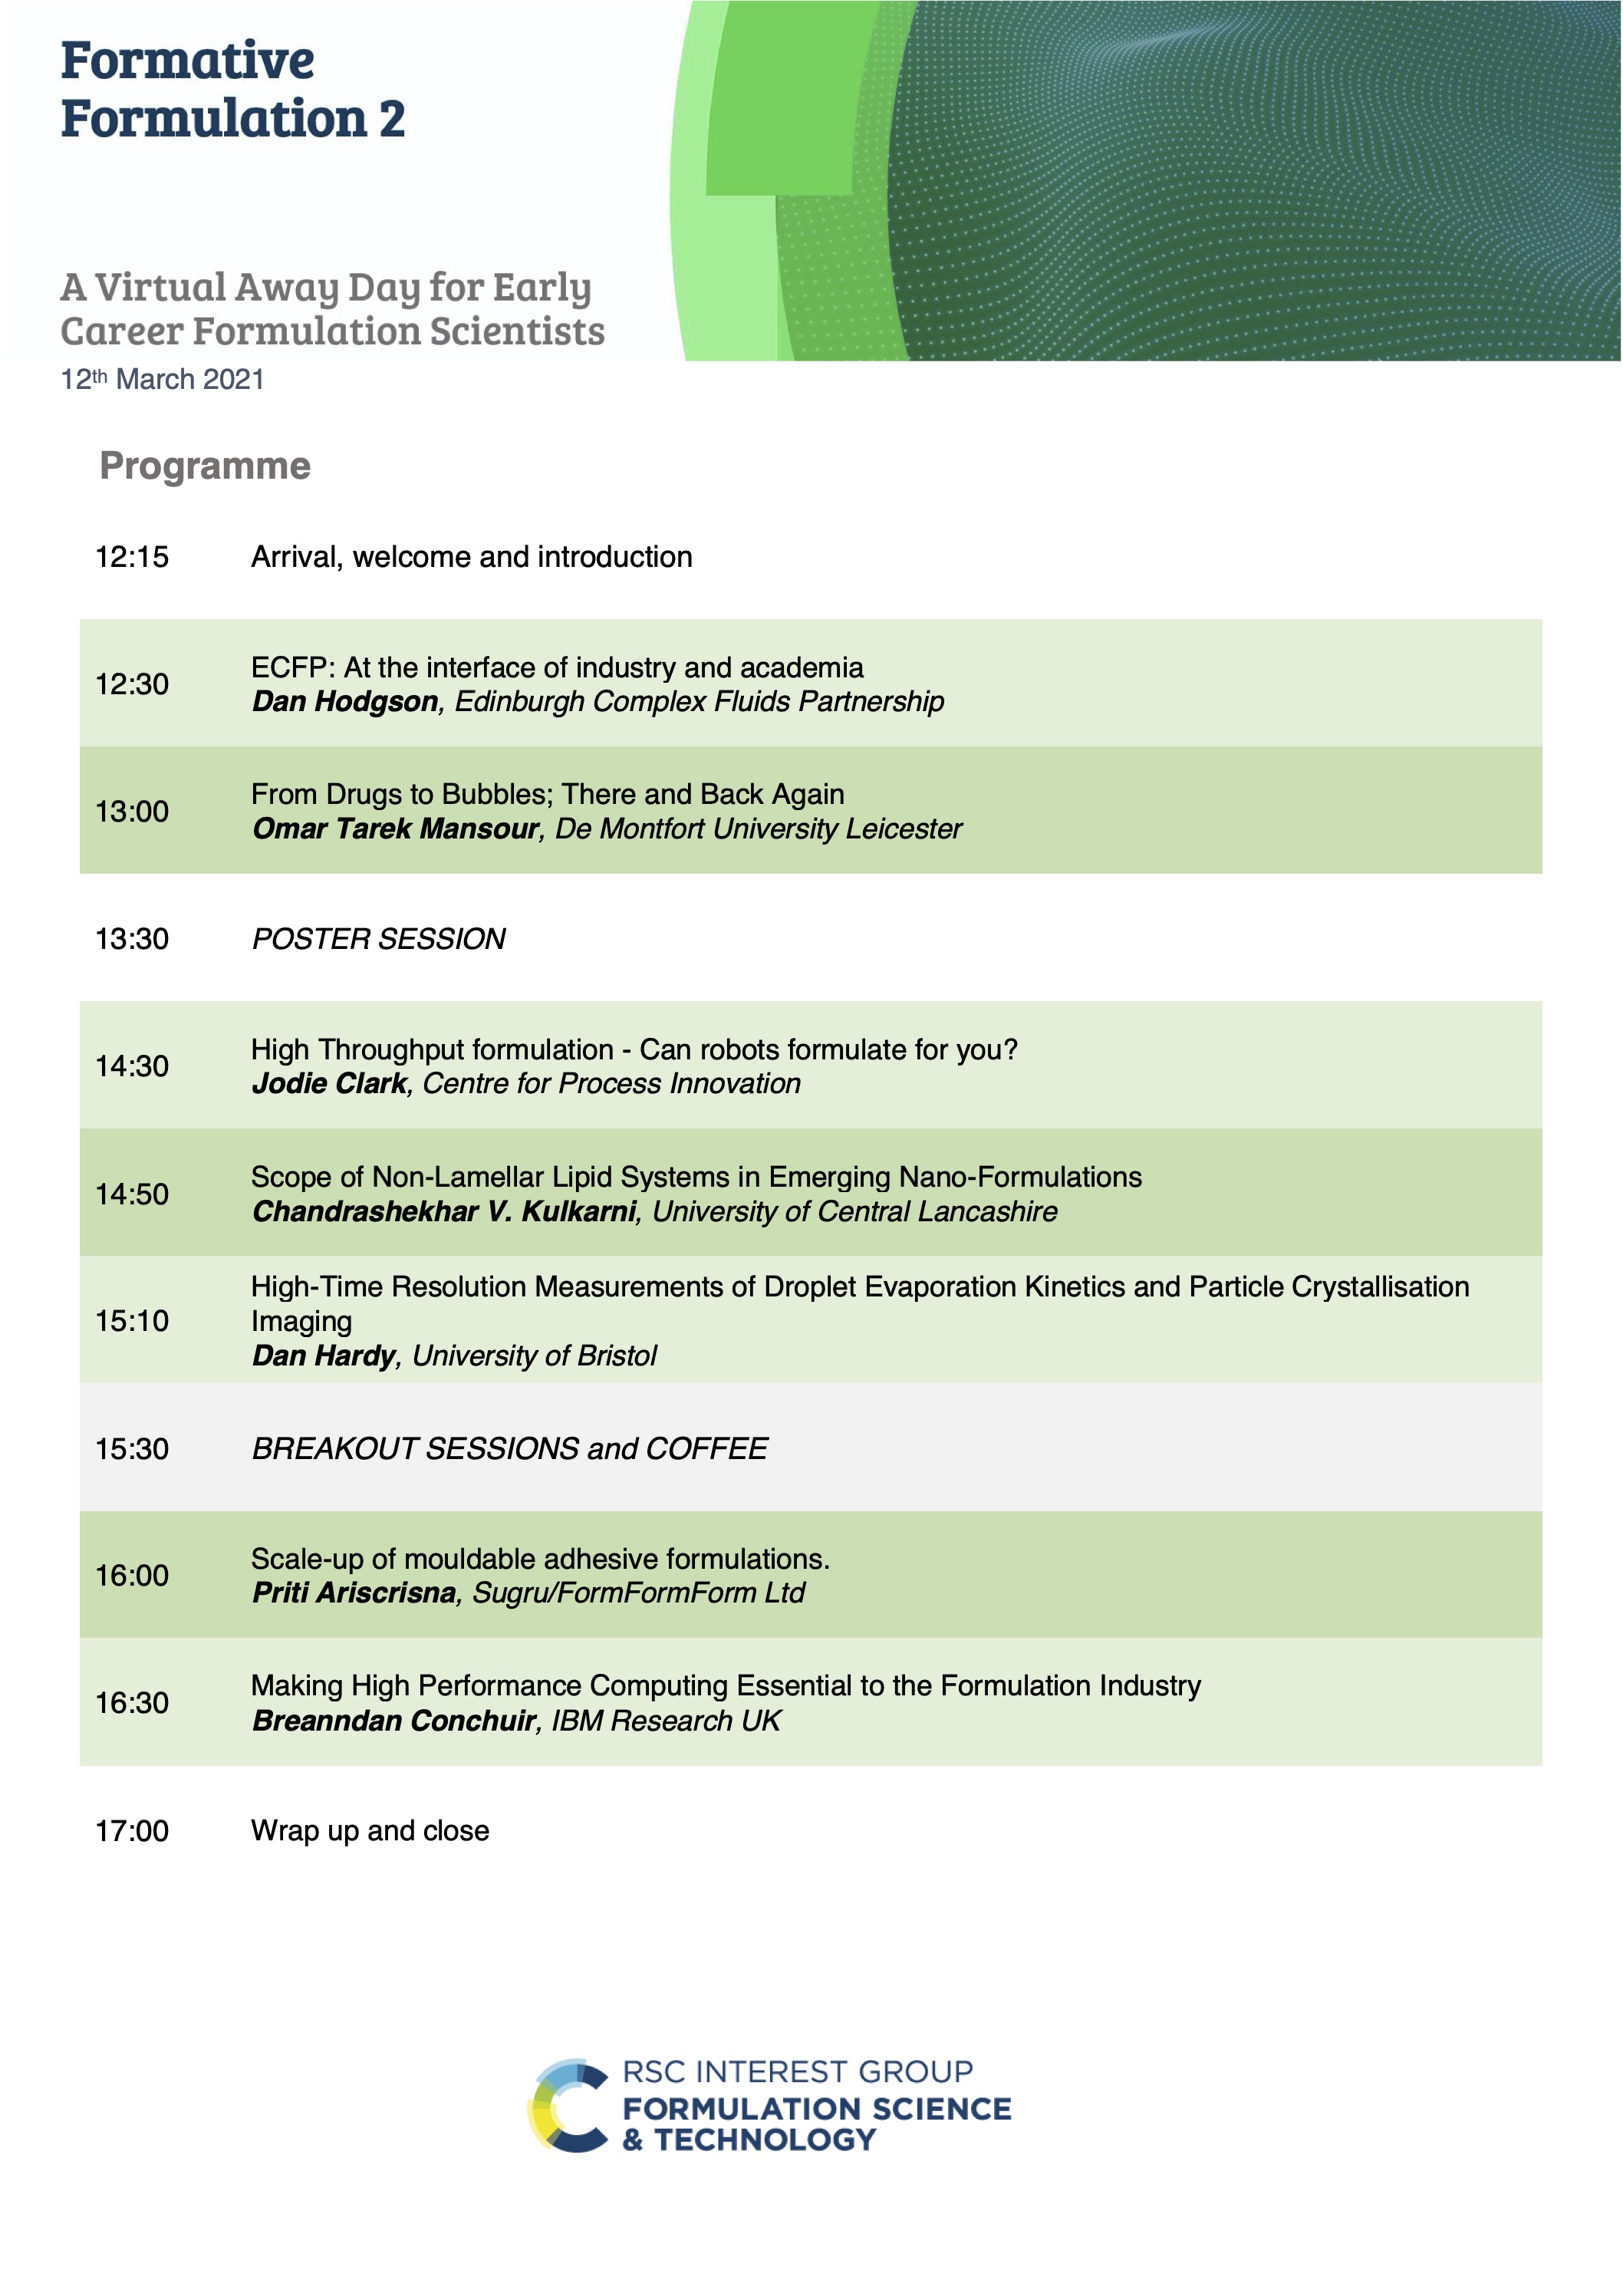 Formative
Formulation 2
A Virtual Away Day for Early
Career Formulation Scientists
12th March 2021
Programme
12:15 Arrival, welcome and introduction
12:30 ECFP: At the interface of industry and academia
Dan Hodgson, Edinburgh Complex Fluids Partnership
13:00 From Drugs to Bubbles; There and Back Again
Omar Tarek Mansour, De Montfort University Leicester
13:30 POSTER SESSION
14:30 High Throughput formulation - Can robots formulate for you?
Jodie Clark, Centre for Process Innovation
14:50 Scope of Non-Lamellar Lipid Systems in Emerging Nano-Formulations
Chandrashekhar V. Kulkarni, University of Central Lancashire
15:10 High-Time Resolution Measurements of Droplet Evaporation Kinetics and Particle Crystallisation
Imaging
Dan Hardy, University of Bristol
15:30 BREAKOUT SESSIONS and COFFEE
16:00 Scale-up of mouldable adhesive formulations.
Priti Ariscrisna, Sugru/FormFormForm Ltd
16:30 Making High Performance Computing Essential to the Formulation Industry
Breanndan Conchuir, IBM Research UK
17:00 Wrap up and close
RSC INTEREST GROUP
FORMULATION SCIENCE
& TECHNOLOGY